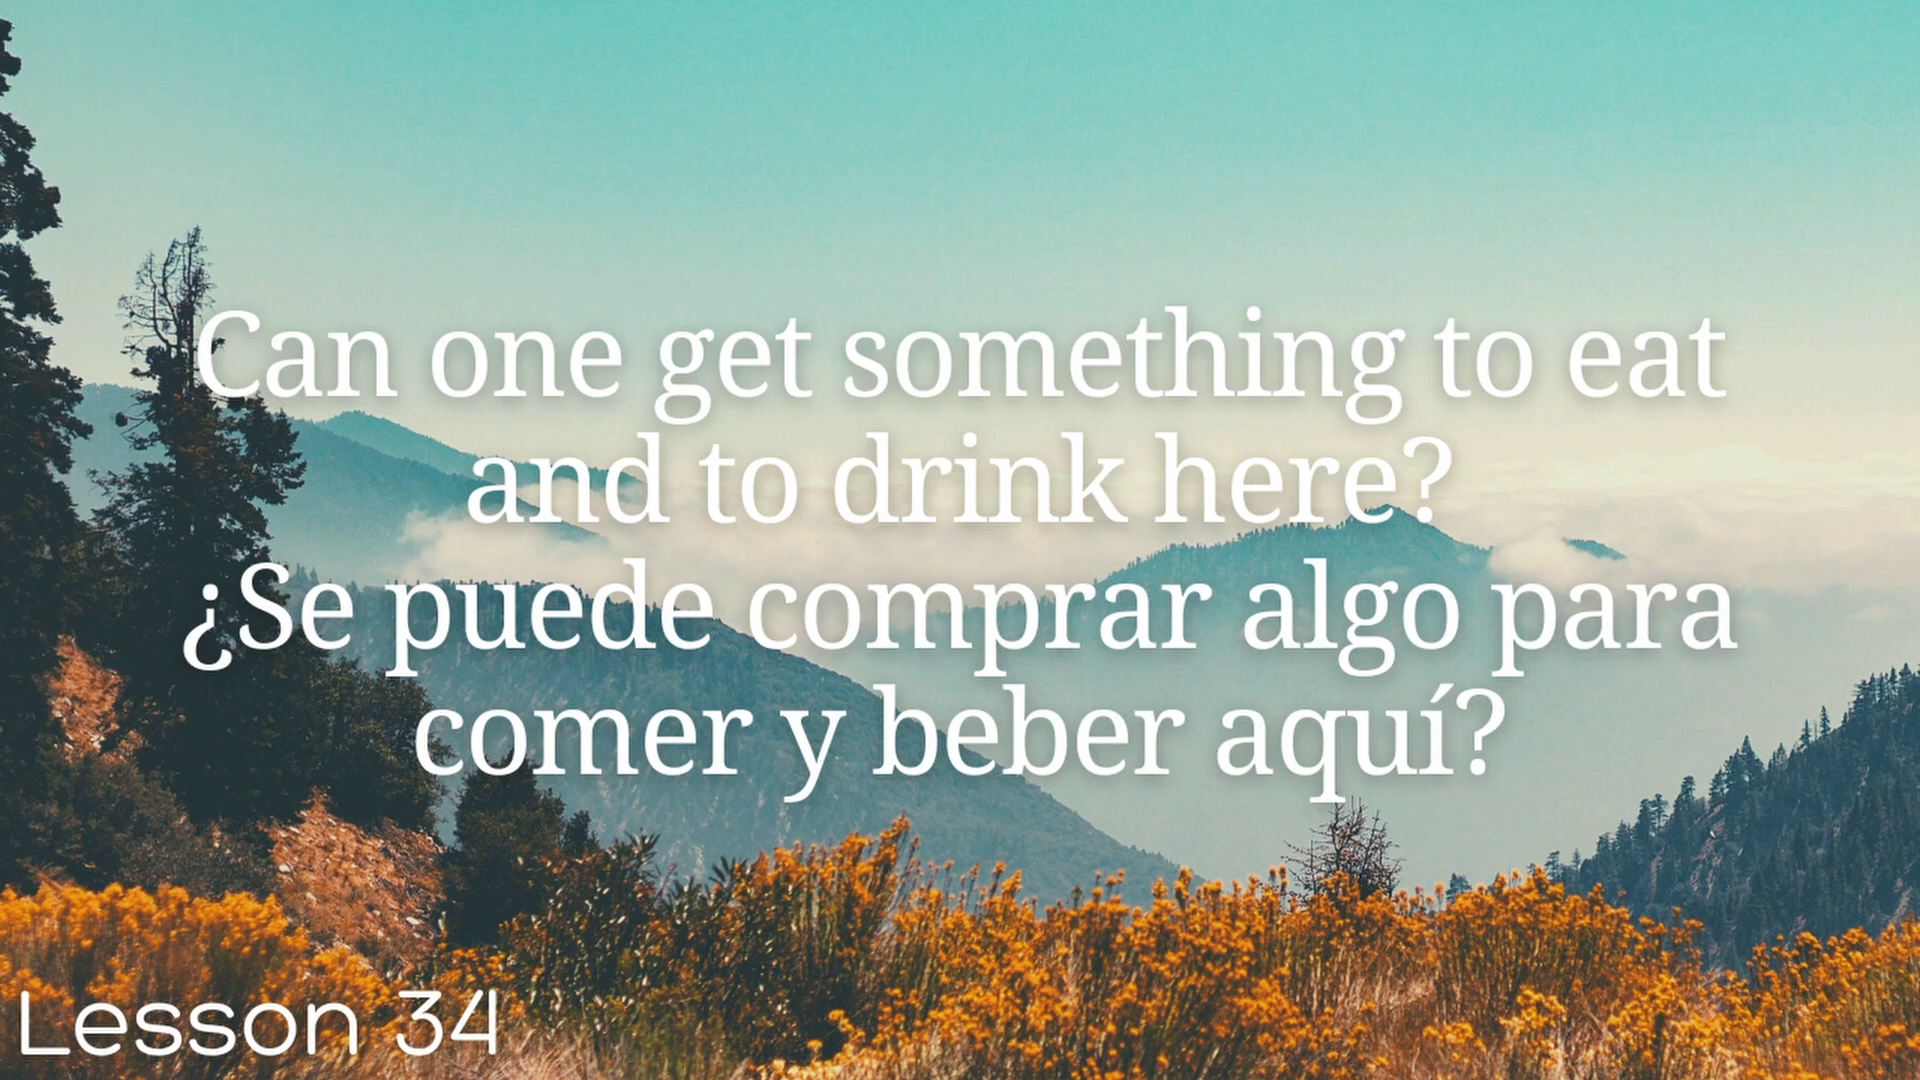 Can one get something to eat
and to drink here?
¿Se puede comprar algo para
comer y beber aquí?
Lesson 34